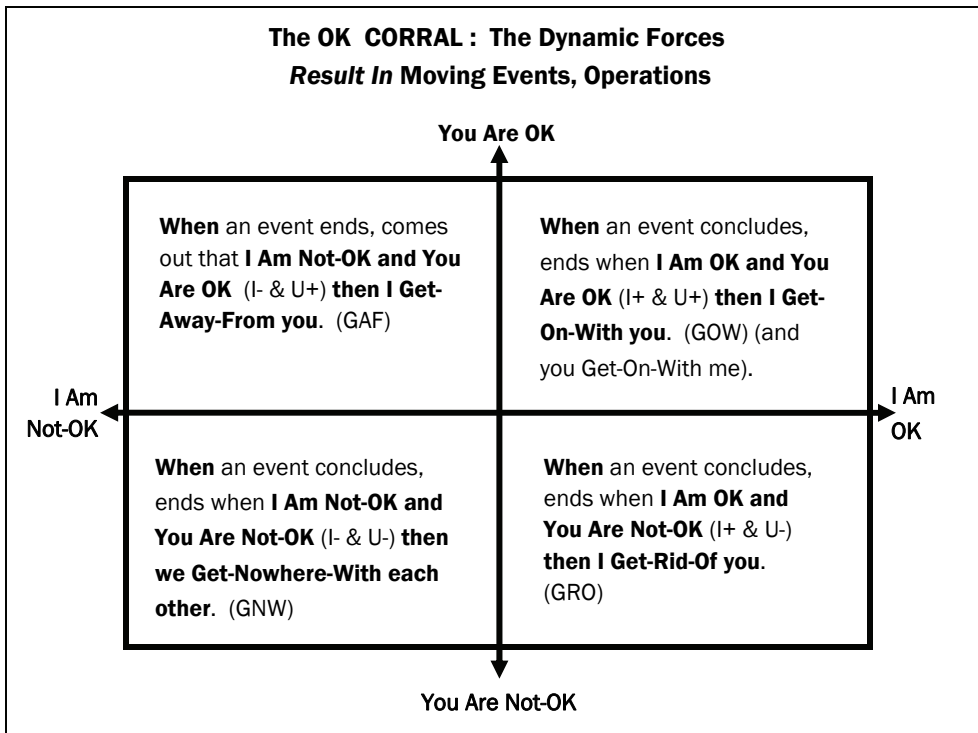 The OK CORRAL : The Dynamic Forces
Result In Moving Events, Operations
You Are OK
When an event ends, comes
out that I Am Not-OK and You
Are OK (I- & U+) then I Get-
Away-From you. (GAF)
When an event concludes,
ends when I Am OK and You
Are OK (I+ & U+) then I Get-
On-With you. (GOW) (and
you Get-On-With me).
I Am
Not-OK
I Am
OK
When an event concludes,
ends when I Am Not-OK and
You Are Not-OK (I- & U-) then
we Get-Nowhere-With each
other. (GNW)
When an event concludes,
ends when I Am OK and
You Are Not-OK (I+ & U-)
then I Get-Rid-Of you.
(GRO)
You Are Not-OK